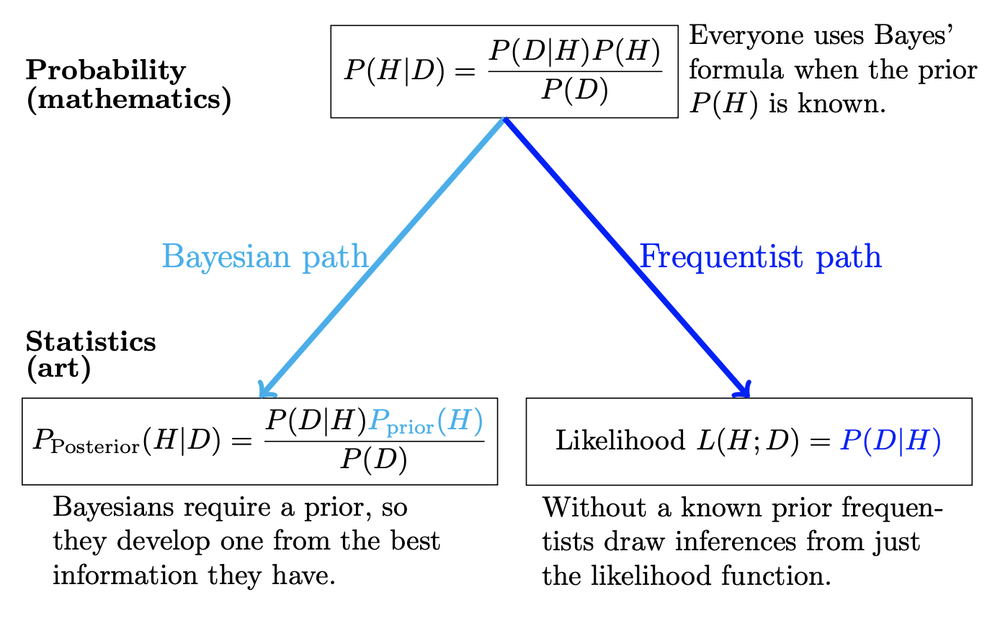 Probability
(mathematics)
P(H|D) = P(D|H)P(H) / P(D)
Everyone uses Bayes’
formula when the prior
P(H) is known.
Bayesian path
Frequentist path
Statistics
(art)
P_Posterior(H|D) = P(D|H)P_prior(H) / P(D)
Likelihood L(H; D) = P(D|H)
Bayesians require a prior, so
they develop one from the best
information they have.
Without a known prior frequen-
tists draw inferences from just
the likelihood function.